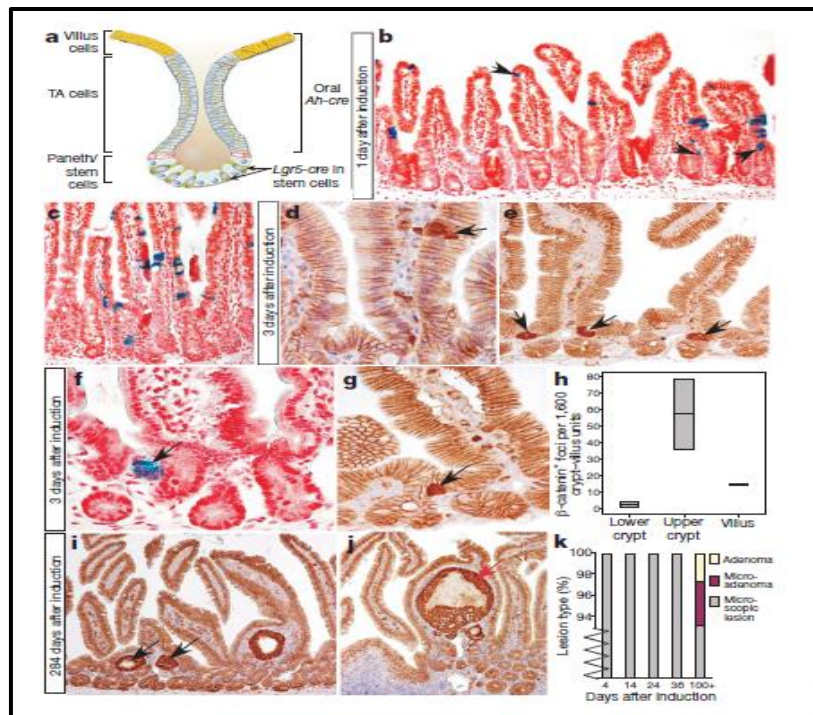 a
Villus
cells
TA cells
Paneth/
stem
cells
Oral
Ah-cre
Lgr5-cre in
stem cells
b
1 day after induction
c
3 days after induction
d
e
3 days after induction
f
g
h
β-catenin+ foci per 1,600
crypt–villus units
80
70
60
50
40
30
20
10
0
Lower
crypt
Upper
crypt
Villus
284 days after induction
i
j
k
Lesion type (%)
100
98
96
94
4 14 24 36 100+
Days after induction
Adenoma
Micro-
adenoma
Micro-
scopic
lesion